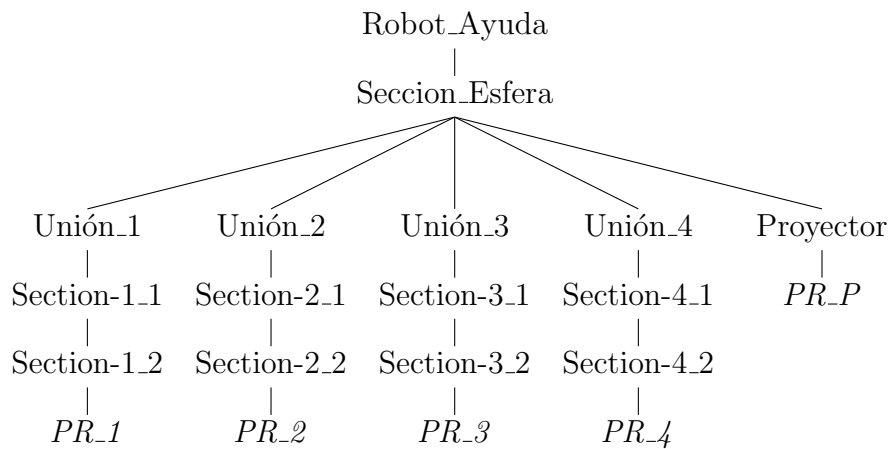 Robot_Ayuda
Seccion_Esfera
Unión_1 Unión_2 Unión_3 Unión_4 Proyector
Section-1_1 Section-2_1 Section-3_1 Section-4_1 PR_P
Section-1_2 Section-2_2 Section-3_2 Section-4_2
PR_1 PR_2 PR_3 PR_4